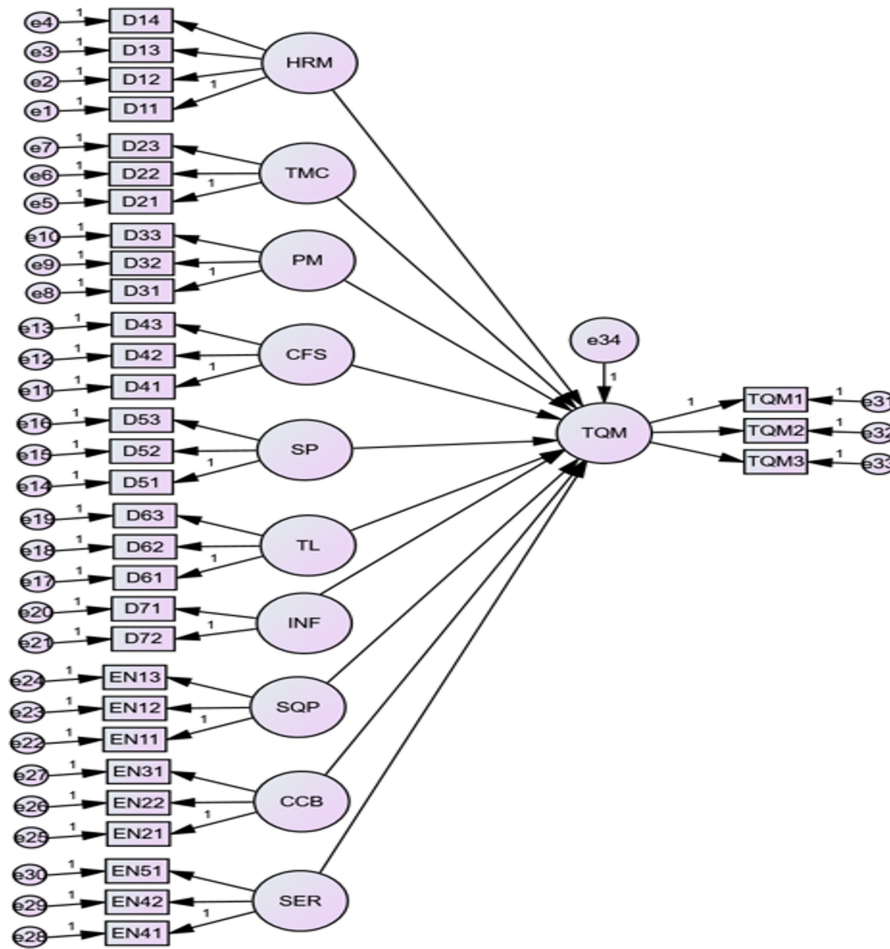 e4 1 D14
e3 1 D13
e2 1 D12
e1 1 D11
1
HRM
e7 1 D23
e6 1 D22
e5 1 D21
1
TMC
e10 1 D33
e9 1 D32
e8 1 D31
1
PM
e13 1 D43
e12 1 D42
e11 1 D41
1
CFS
e16 1 D53
e15 1 D52
e14 1 D51
1
SP
e19 1 D63
e18 1 D62
e17 1 D61
1
TL
e20 1 D71
e21 1 D72
1
INF
e24 1 EN13
e23 1 EN12
e22 1 EN11
1
SQP
e27 1 EN31
e26 1 EN22
e25 1 EN21
1
CCB
e30 1 EN51
e29 1 EN42
e28 1 EN41
1
SER
e34
1
TQM
1 TQM1 1 e31
TQM2 1 e32
TQM3 1 e33